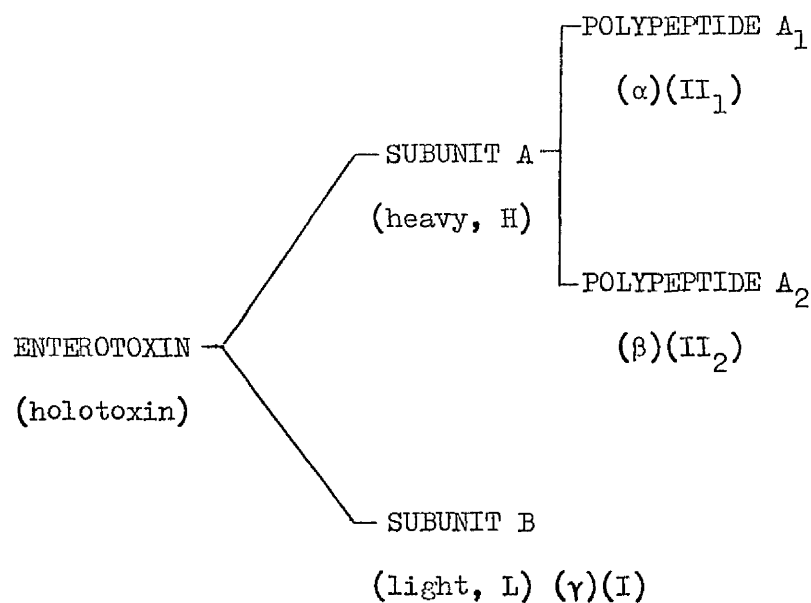 POLYPEPTIDE A₁
(α)(II₁)
SUBUNIT A
(heavy, H)
POLYPEPTIDE A₂
(β)(II₂)
ENTEROTOXIN
(holotoxin)
SUBUNIT B
(light, L) (γ)(I)